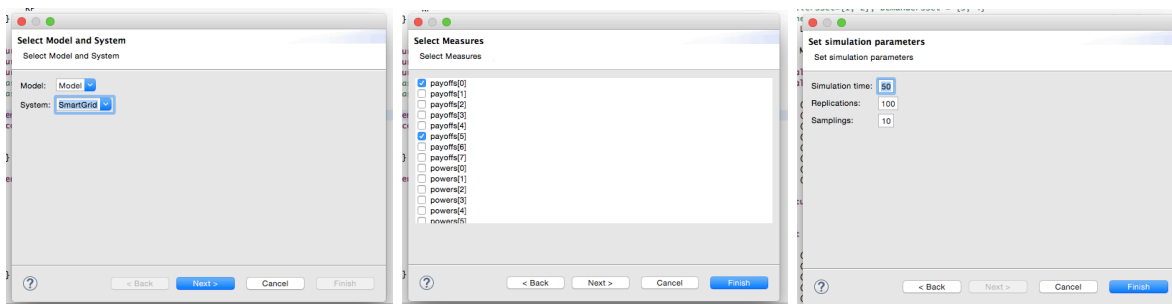 Select Model and System
Select Model and System
Model: Model
System: SmartGrid
? < Back Next > Cancel Finish
Select Measures
Select Measures
payoffs[0]
payoffs[1]
payoffs[2]
payoffs[3]
payoffs[4]
payoffs[5]
payoffs[6]
payoffs[7]
powers[0]
powers[1]
powers[2]
powers[3]
powers[4]
powers[5]
? < Back Next > Cancel Finish
Set simulation parameters
Set simulation parameters
Simulation time: 50
Replications: 100
Samplings: 10
? < Back Next > Cancel Finish